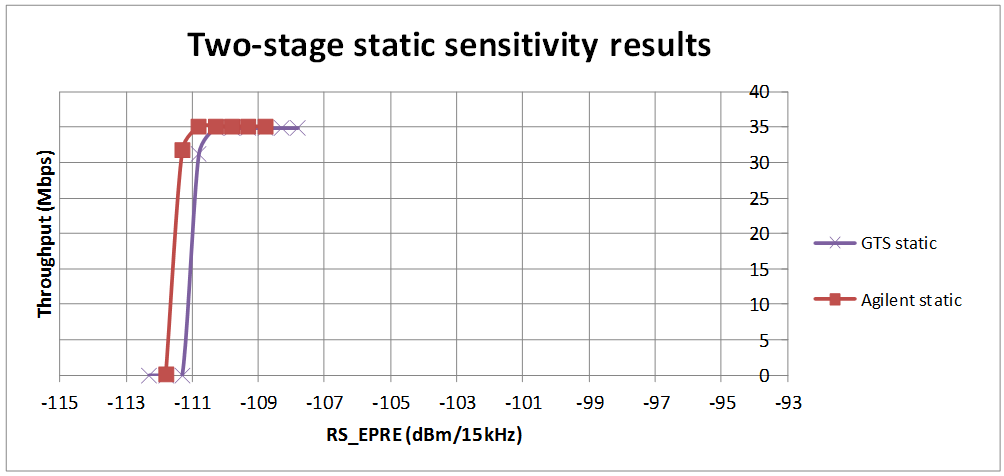 Two-stage static sensitivity results
Throughput (Mbps)
40
35
30
25
20
15
10
5
0
-115 -113 -111 -109 -107 -105 -103 -101 -99 -97 -95 -93
RS_EPRE (dBm/15kHz)
GTS static
Agilent static